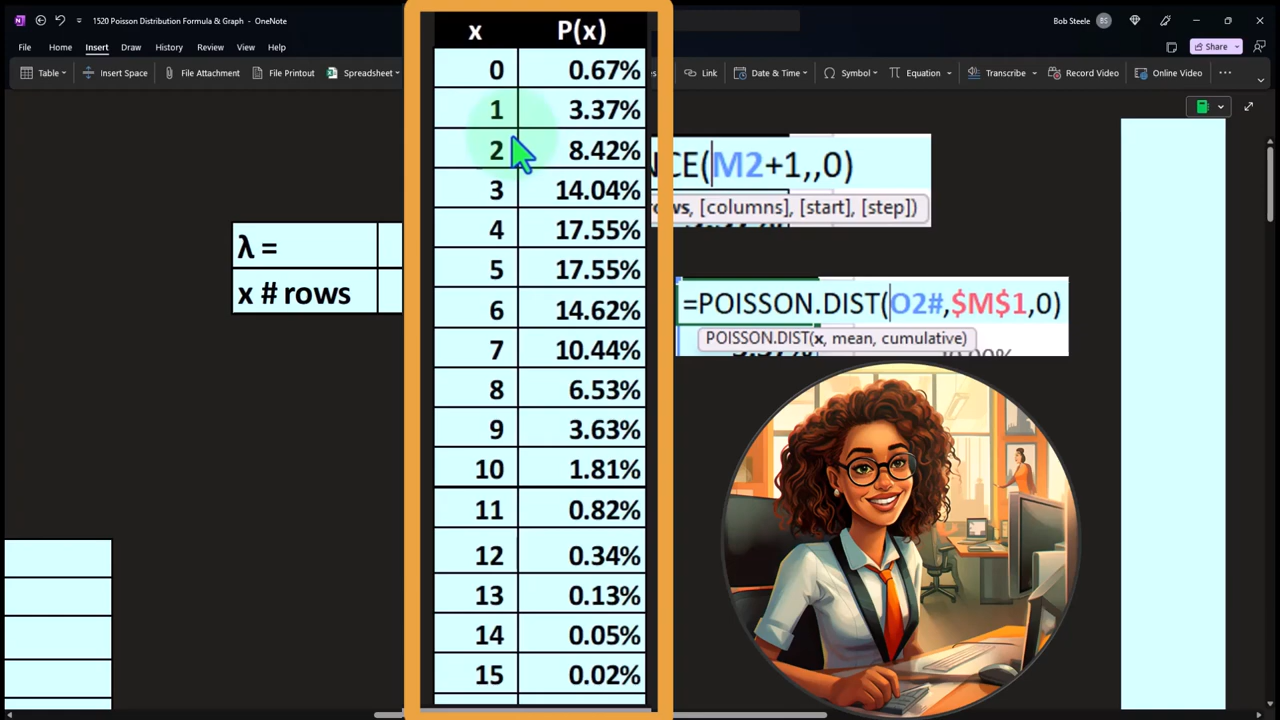 1520 Poisson Distribution Formula & Graph - OneNote
Bob Steele BS
File Home Insert Draw History Review View Help
Share
Table Insert Space File Attachment File Printout Spreadsheet Link Date & Time Symbol Equation Transcribe Record Video Online Video
x P(x)
0 0.67%
1 3.37%
2 8.42%
3 14.04%
4 17.55%
5 17.55%
6 14.62%
7 10.44%
8 6.53%
9 3.63%
10 1.81%
11 0.82%
12 0.34%
13 0.13%
14 0.05%
15 0.02%
λ =
x # rows
CE(M2+1,,0)
ws, [columns], [start], [step])
=POISSON.DIST(O2#,$M$1,0)
POISSON.DIST(x, mean, cumulative)